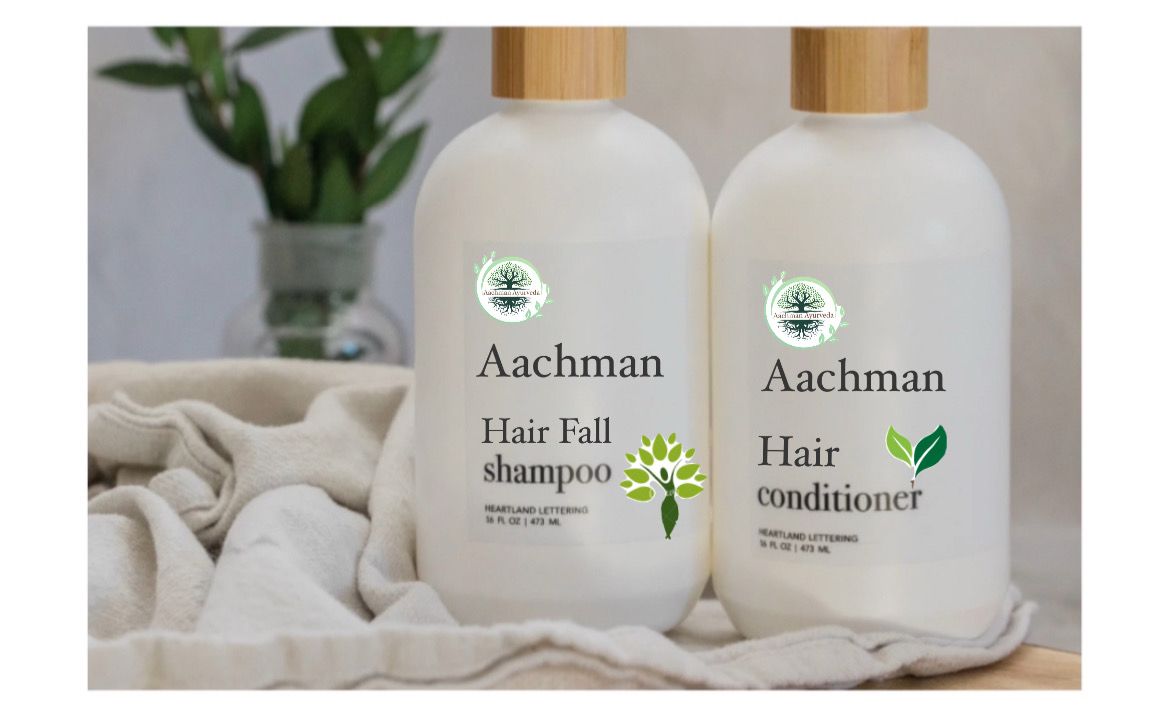 Aachman Ayurveda
Aachman
Hair Fall
shampoo
HEARTLAND LETTERING
16 FL OZ | 473 ML
Aachman Ayurveda
Aachman
Hair
conditioner
HEARTLAND LETTERING
16 FL OZ | 473 ML